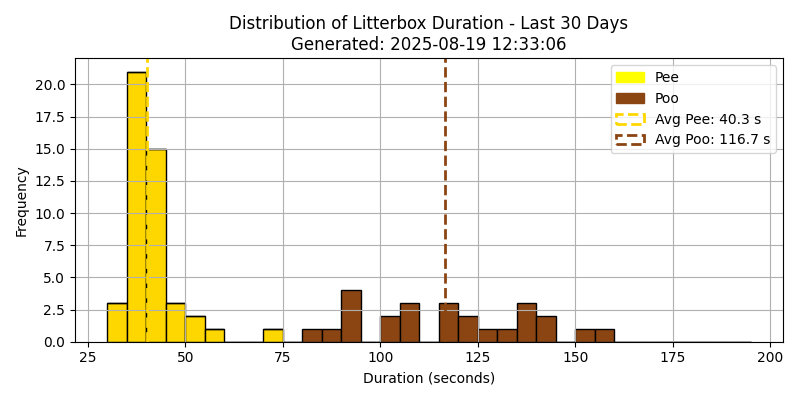 Distribution of Litterbox Duration - Last 30 Days
Generated: 2025-08-19 12:33:06
Pee
Poo
Avg Pee: 40.3 s
Avg Poo: 116.7 s
Frequency
20.0
17.5
15.0
12.5
10.0
7.5
5.0
2.5
0.0
25 50 75 100 125 150 175 200
Duration (seconds)